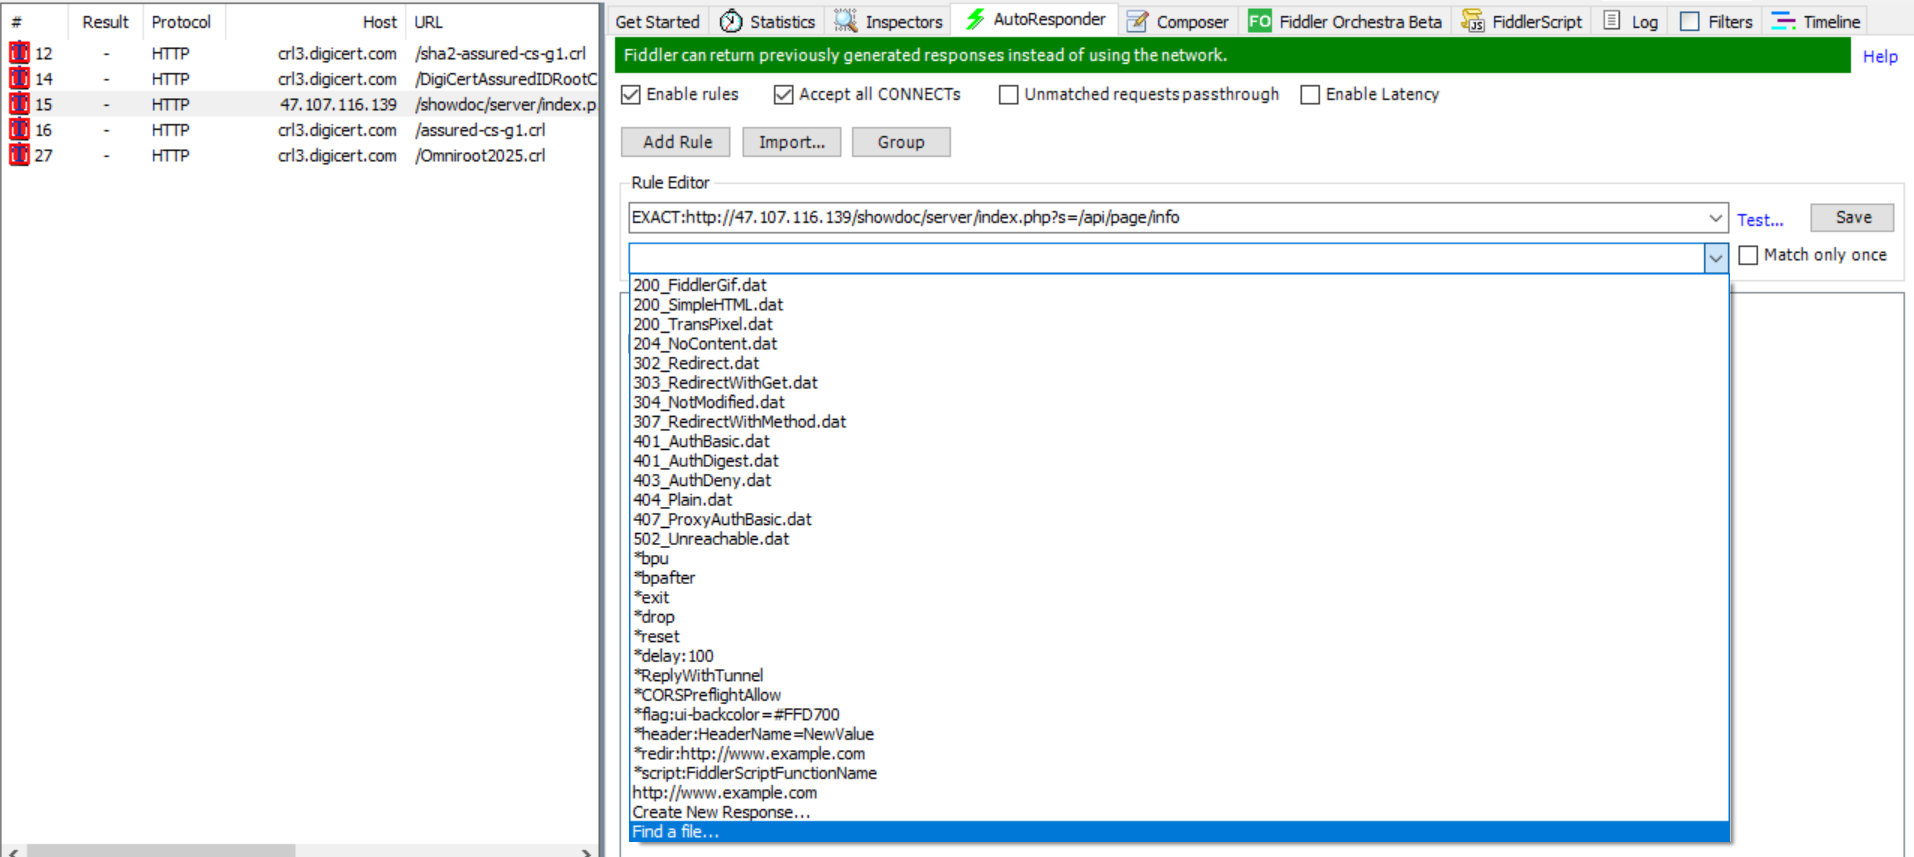 # Result Protocol Host URL
12 - HTTP crl3.digicert.com /sha2-assured-cs-g1.crl
14 - HTTP crl3.digicert.com /DigiCertAssuredIDRootC
15 - HTTP 47.107.116.139 /showdoc/server/index.p
16 - HTTP crl3.digicert.com /assured-cs-g1.crl
27 - HTTP crl3.digicert.com /Omniroot2025.crl
Get Started Statistics Inspectors AutoResponder Composer FO Fiddler Orchestra Beta JS FiddlerScript Log Filters Timeline
Fiddler can return previously generated responses instead of using the network. Help
Enable rules Accept all CONNECTs Unmatched requests passthrough Enable Latency
Add Rule Import... Group
Rule Editor
EXACT:http://47.107.116.139/showdoc/server/index.php?s=/api/page/info Test... Save
Match only once
200_FiddlerGif.dat
200_SimpleHTML.dat
200_TransPixel.dat
204_NoContent.dat
302_Redirect.dat
303_RedirectWithGet.dat
304_NotModified.dat
307_RedirectWithMethod.dat
401_AuthBasic.dat
401_AuthDigest.dat
403_AuthDeny.dat
404_Plain.dat
407_ProxyAuthBasic.dat
502_Unreachable.dat
*bpu
*bpafter
*exit
*drop
*reset
*delay:100
*ReplyWithTunnel
*CORSPreflightAllow
*flag:ui-backcolor=#FFD700
*header:HeaderName=NewValue
*redir:http://www.example.com
*script:FiddlerScriptFunctionName
http://www.example.com
Create New Response...
Find a file...